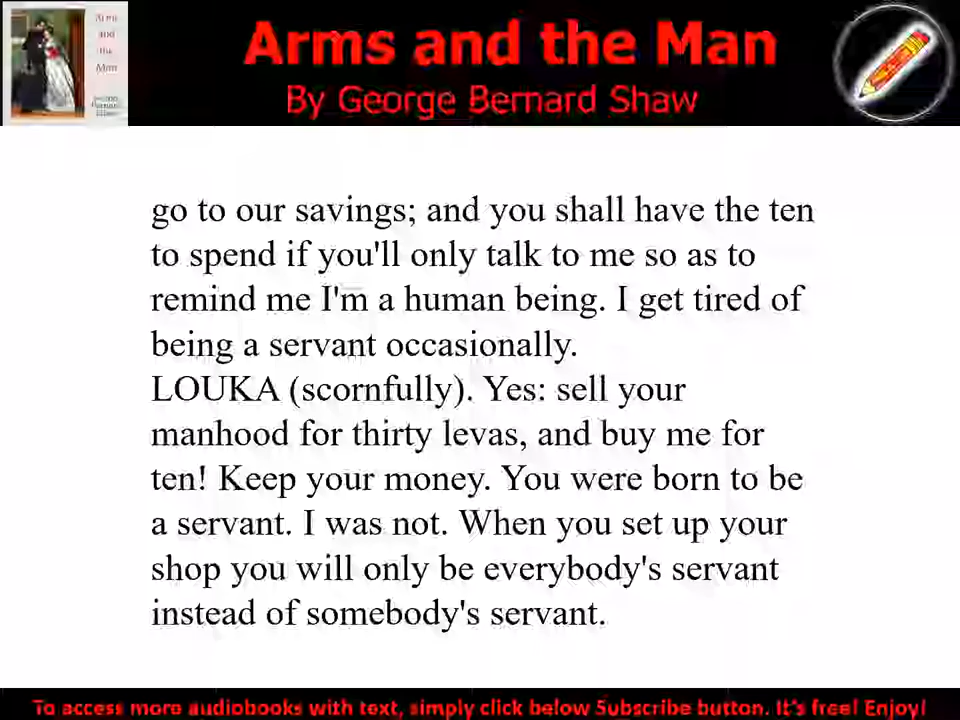 Arms and the Man
By George Bernard Shaw
Arms
and
the
Man
go to our savings; and you shall have the ten
to spend if you'll only talk to me so as to
remind me I'm a human being. I get tired of
being a servant occasionally.
LOUKA (scornfully). Yes: sell your
manhood for thirty levas, and buy me for
ten! Keep your money. You were born to be
a servant. I was not. When you set up your
shop you will only be everybody's servant
instead of somebody's servant.
To access more audiobooks with text, simply click below Subscribe button. It's free! Enjoy!